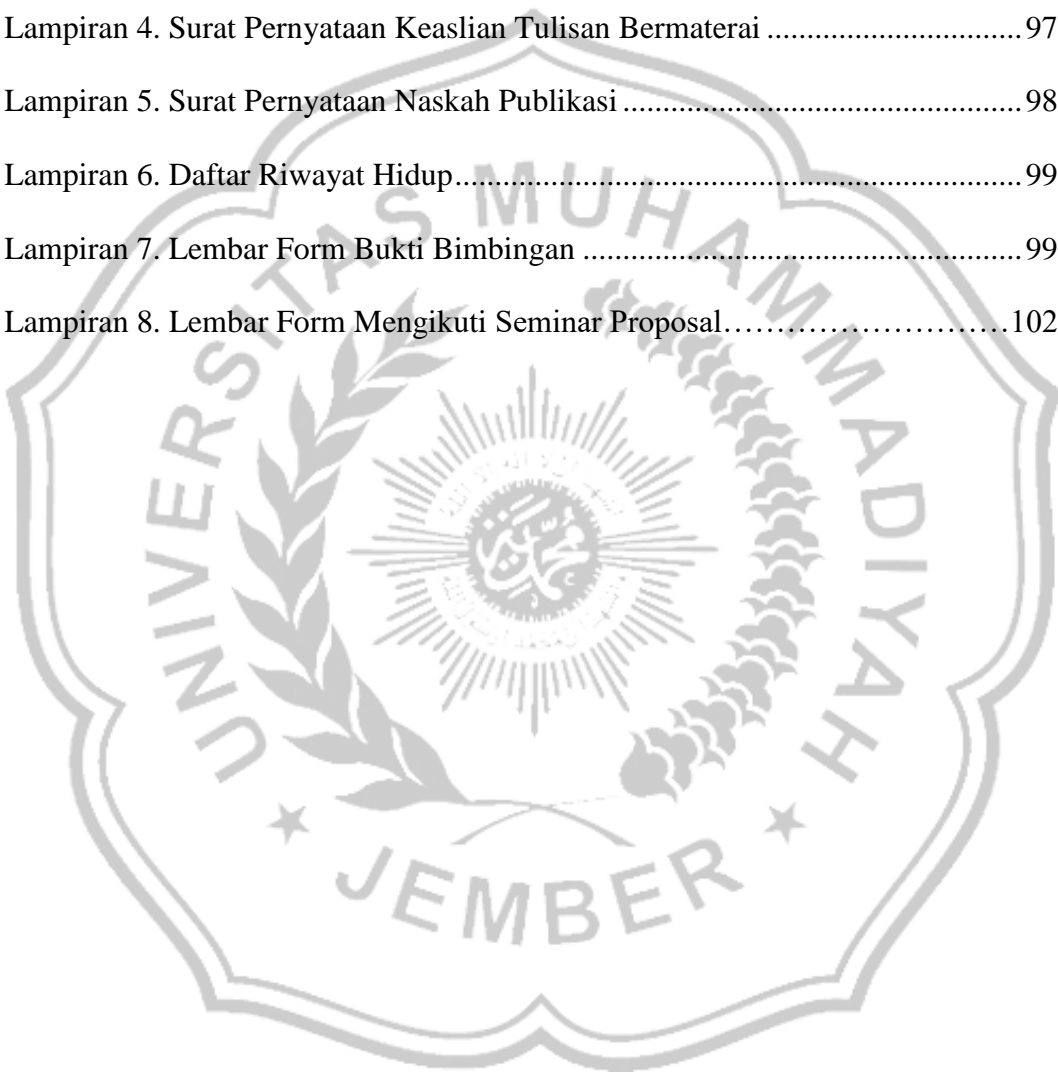 Lampiran 4. Surat Pernyataan Keaslian Tulisan Bermaterai ............................... 97
Lampiran 5. Surat Pernyataan Naskah Publikasi ................................................. 98
Lampiran 6. Daftar Riwayat Hidup..................................................................... 99
Lampiran 7. Lembar Form Bukti Bimbingan ...................................................... 99
Lampiran 8. Lembar Form Mengikuti Seminar Proposal………………………102
UNIVERSITAS MUHAMMADIYAH
JEMBER